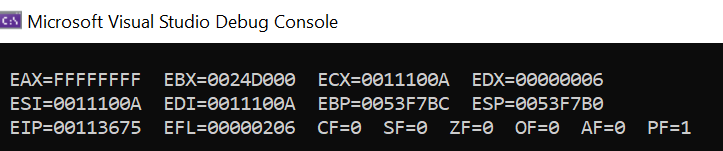 C:\ Microsoft Visual Studio Debug Console
EAX=FFFFFFFF EBX=0024D000 ECX=0011100A EDX=00000006
ESI=0011100A EDI=0011100A EBP=0053F7BC ESP=0053F7B0
EIP=00113675 EFL=00000206 CF=0 SF=0 ZF=0 OF=0 AF=0 PF=1